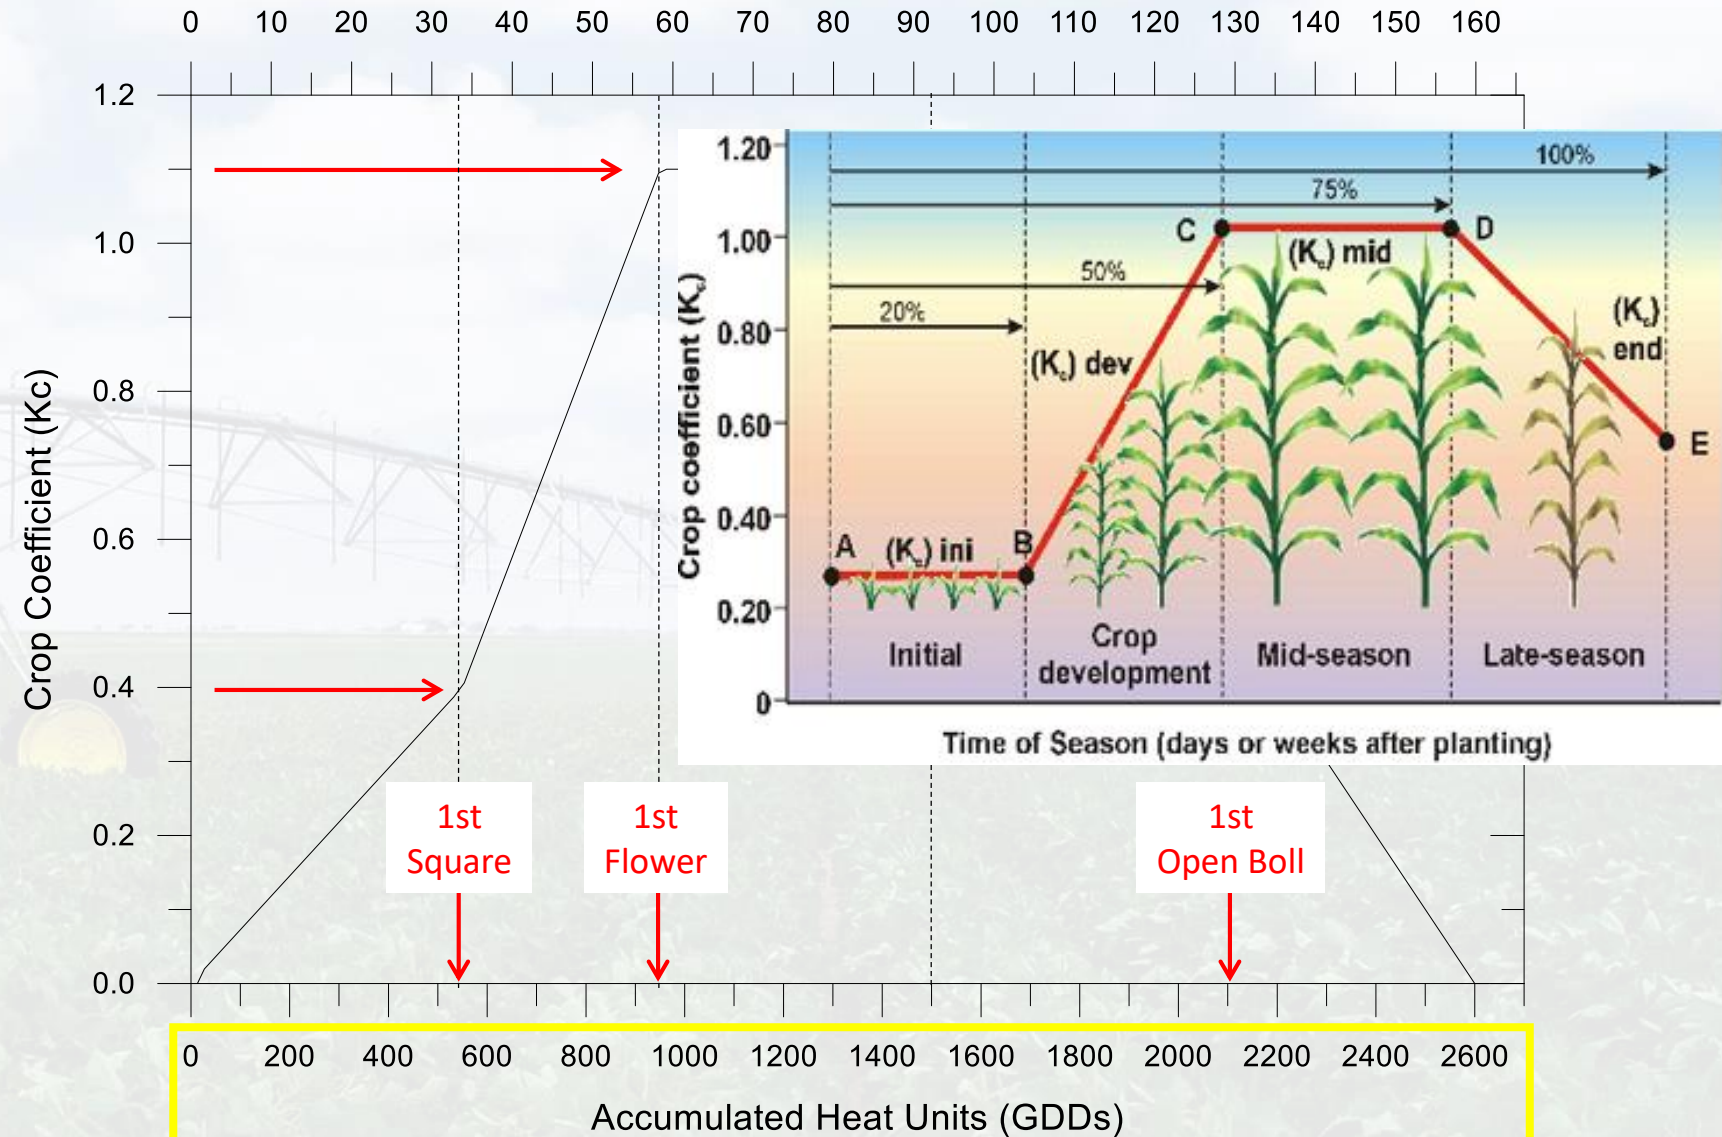 0 10 20 30 40 50 60 70 80 90 100 110 120 130 140 150 160
1.2
1.0
0.8
0.6
0.4
0.2
0.0
Crop Coefficient (Kc)
1.20
1.00
0.80
0.60
0.40
0.20
0
Crop coefficient (Kc)
100%
75%
50%
20%
A
(Kc) ini
B
(Kc) dev
C
(Kc) mid
D
(Kc)
end
E
Initial
Crop
development
Mid-season
Late-season
Time of Season (days or weeks after planting)
1st
Square
1st
Flower
1st
Open Boll
0 200 400 600 800 1000 1200 1400 1600 1800 2000 2200 2400 2600
Accumulated Heat Units (GDDs)